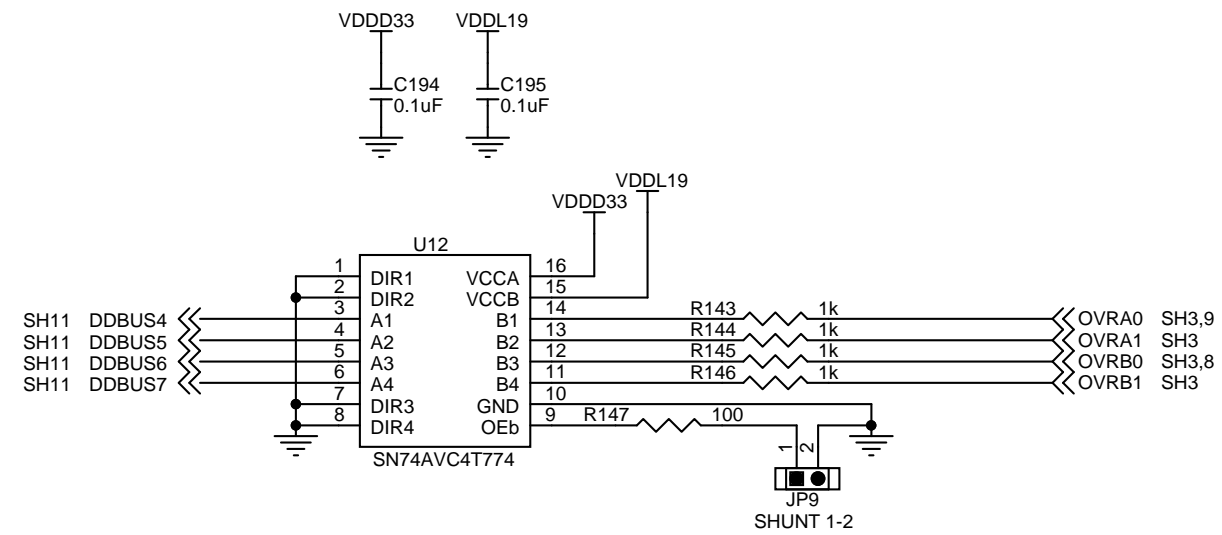 VDDD33 VDDL19
C194 C195
0.1uF 0.1uF
VDDL19
VDDD33
U12
1 DIR1 VCCA 16
2 DIR2 VCCB 15
SH11 DDBUS4 3 A1 B1 14 R143 1k OVRA0 SH3,9
SH11 DDBUS5 4 A2 B2 13 R144 1k OVRA1 SH3
SH11 DDBUS6 5 A3 B3 12 R145 1k OVRB0 SH3,8
SH11 DDBUS7 6 A4 B4 11 R146 1k OVRB1 SH3
7 DIR3 GND 10
8 DIR4 OEb 9 R147 100
SN74AVC4T774
1 2
JP9
SHUNT 1-2